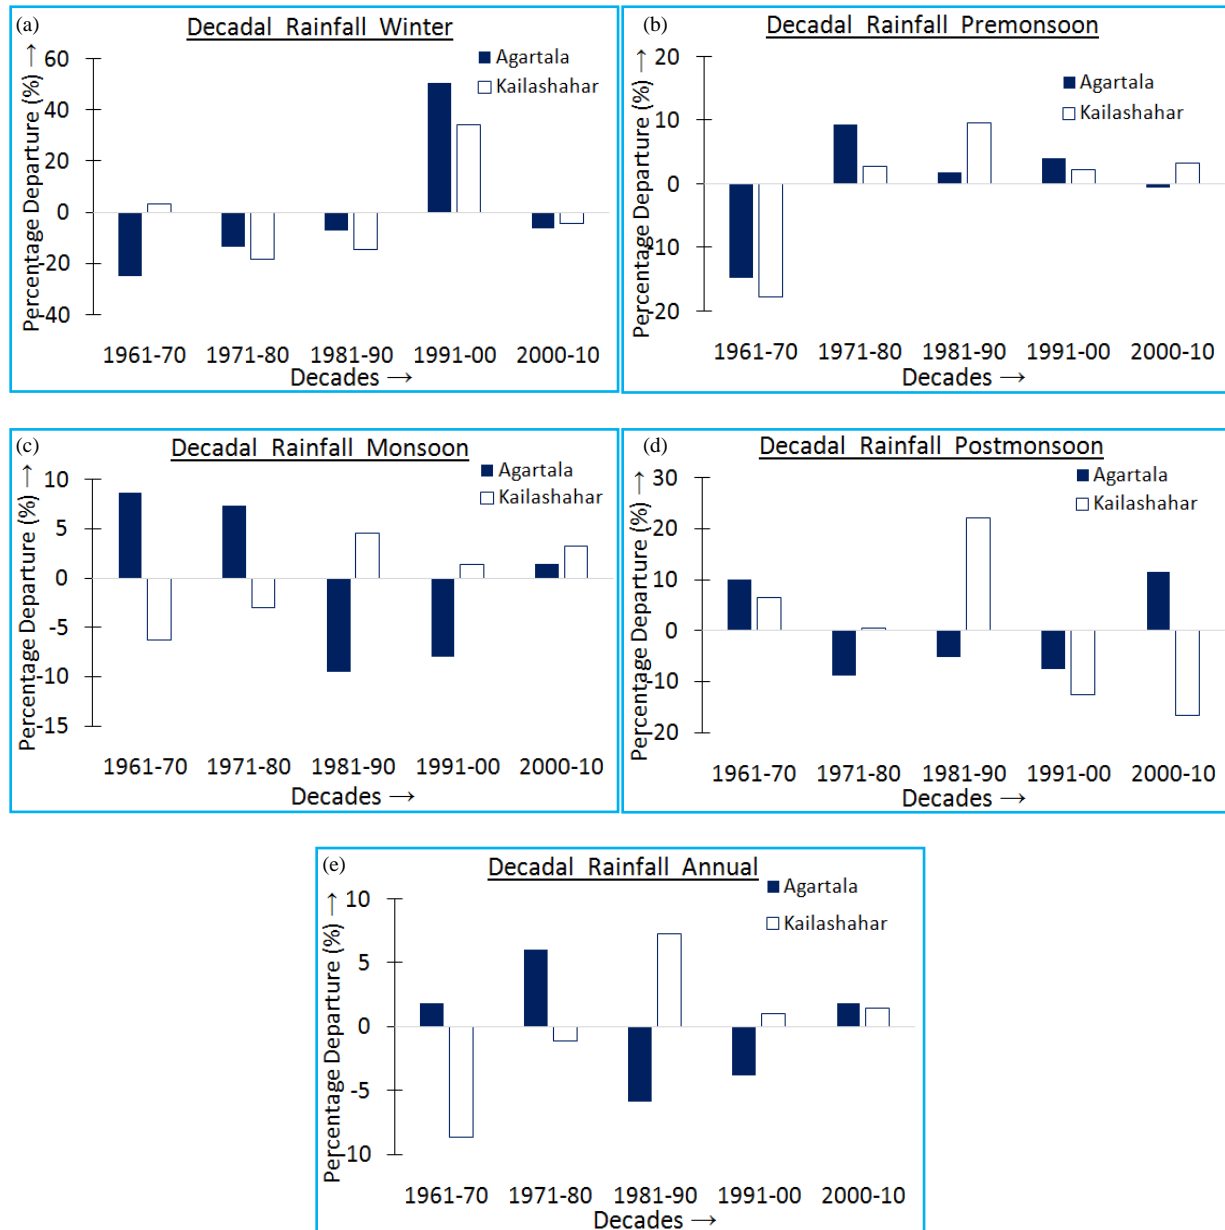 (a)
Decadal Rainfall Winter
Percentage Departure (%) →
60
40
20
0
-20
-40
Agartala
Kailashahar
1961-70 1971-80 1981-90 1991-00 2000-10
Decades →
(b)
Decadal Rainfall Premonsoon
Percentage Departure (%) →
20
10
0
-10
-20
Agartala
Kailashahar
1961-70 1971-80 1981-90 1991-00 2000-10
Decades →
(c)
Decadal Rainfall Monsoon
Percentage Departure (%) →
10
5
0
-5
-10
-15
Agartala
Kailashahar
1961-70 1971-80 1981-90 1991-00 2000-10
Decades →
(d)
Decadal Rainfall Postmonsoon
Percentage Departure (%) →
30
20
10
0
-10
-20
Agartala
Kailashahar
1961-70 1971-80 1981-90 1991-00 2000-10
Decades →
(e)
Decadal Rainfall Annual
Percentage Departure (%) →
10
5
0
-5
-10
Agartala
Kailashahar
1961-70 1971-80 1981-90 1991-00 2000-10
Decades →